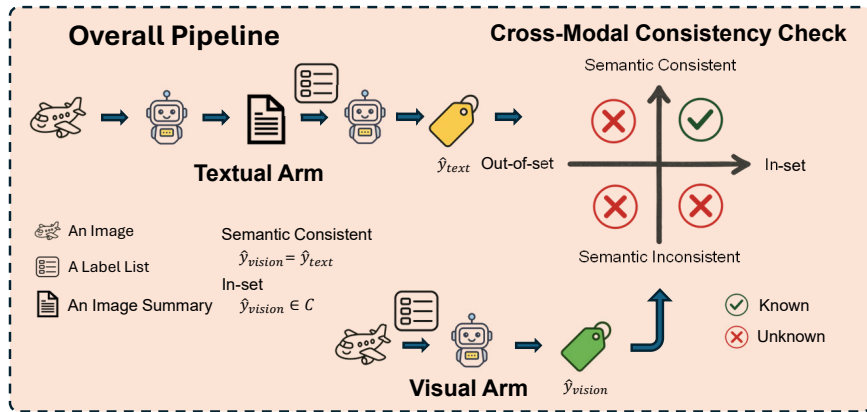 Overall Pipeline
Cross-Modal Consistency Check
Semantic Consistent
ŷ_text
Out-of-set
In-set
Textual Arm
An Image
A Label List
An Image Summary
Semantic Consistent
ŷ_vision = ŷ_text
In-set
ŷ_vision ∈ C
Semantic Inconsistent
Known
Unknown
Visual Arm
ŷ_vision